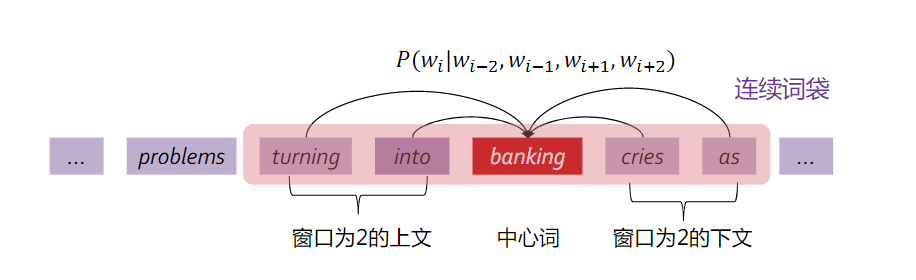 P(w_i|w_{i-2}, w_{i-1}, w_{i+1}, w_{i+2})
连续词袋
... problems turning into banking cries as ...
窗口为2的上文 中心词 窗口为2的下文